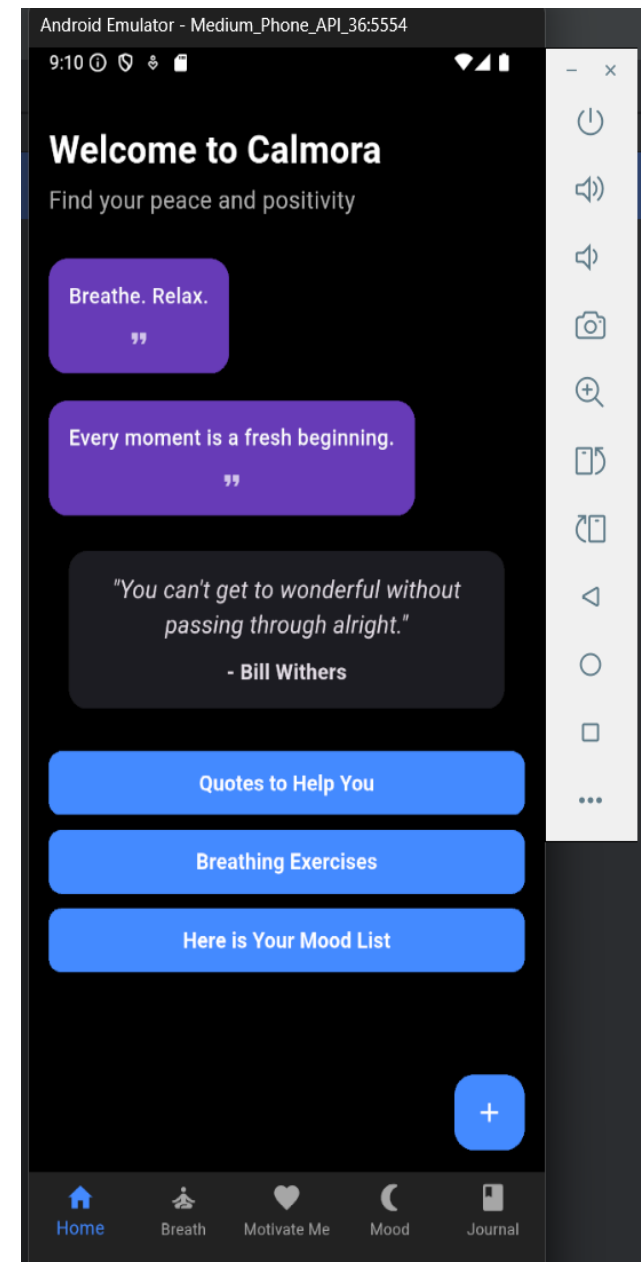 Android Emulator - Medium_Phone_API_36:5554
9:10
Welcome to Calmora
Find your peace and positivity
Breathe. Relax.
”
Every moment is a fresh beginning.
”
"You can't get to wonderful without
passing through alright."
- Bill Withers
Quotes to Help You
Breathing Exercises
Here is Your Mood List
+
Home Breath Motivate Me Mood Journal